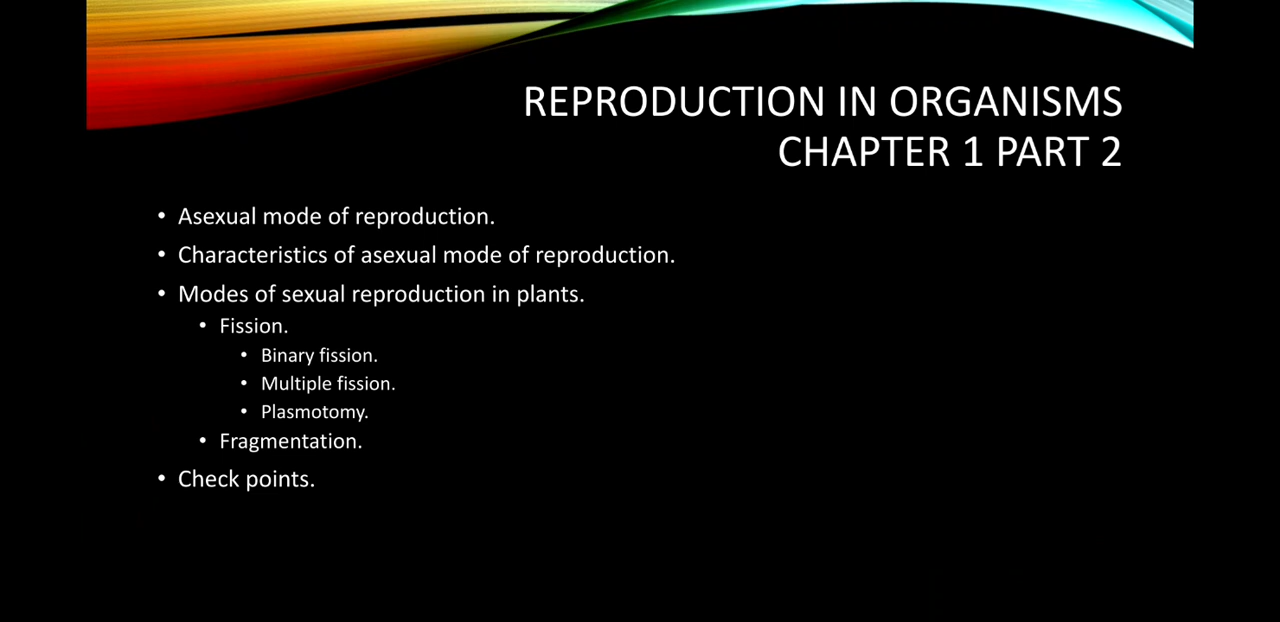 REPRODUCTION IN ORGANISMS
CHAPTER 1 PART 2
• Asexual mode of reproduction.
• Characteristics of asexual mode of reproduction.
• Modes of sexual reproduction in plants.
• Fission.
• Binary fission.
• Multiple fission.
• Plasmotomy.
• Fragmentation.
• Check points.